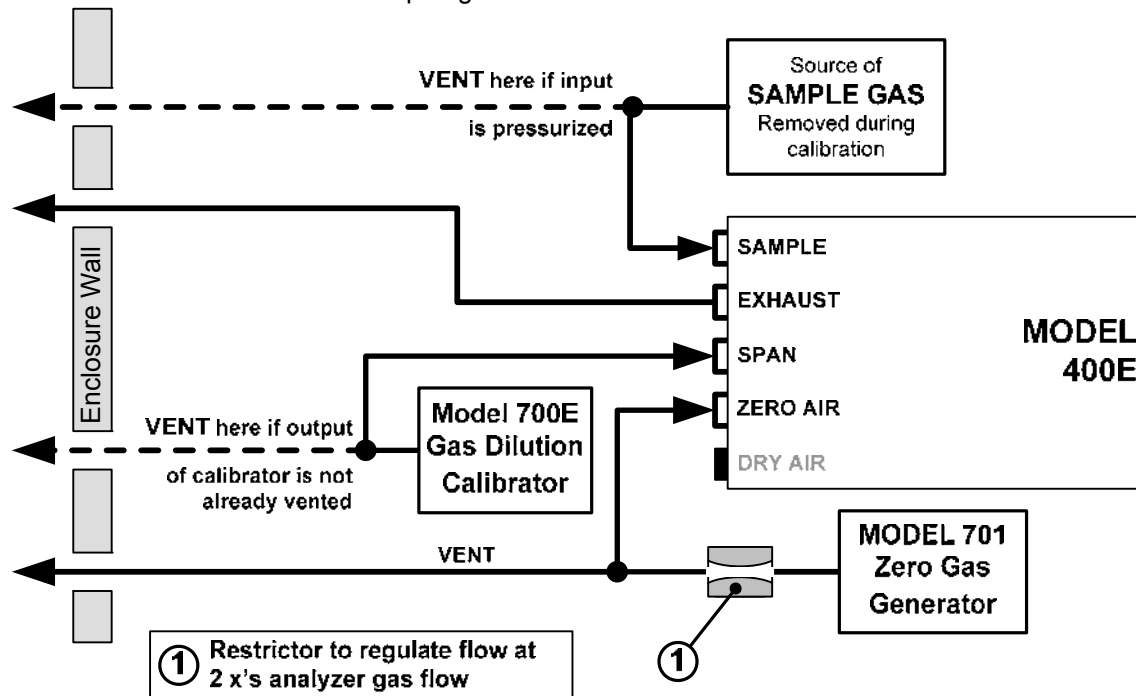 VENT here if input
is pressurized
Source of
SAMPLE GAS
Removed during
calibration
Enclosure Wall
SAMPLE
EXHAUST
SPAN
ZERO AIR
DRY AIR
MODEL
400E
VENT here if output
of calibrator is not
already vented
Model 700E
Gas Dilution
Calibrator
VENT
MODEL 701
Zero Gas
Generator
1
1 Restrictor to regulate flow at
2 x's analyzer gas flow